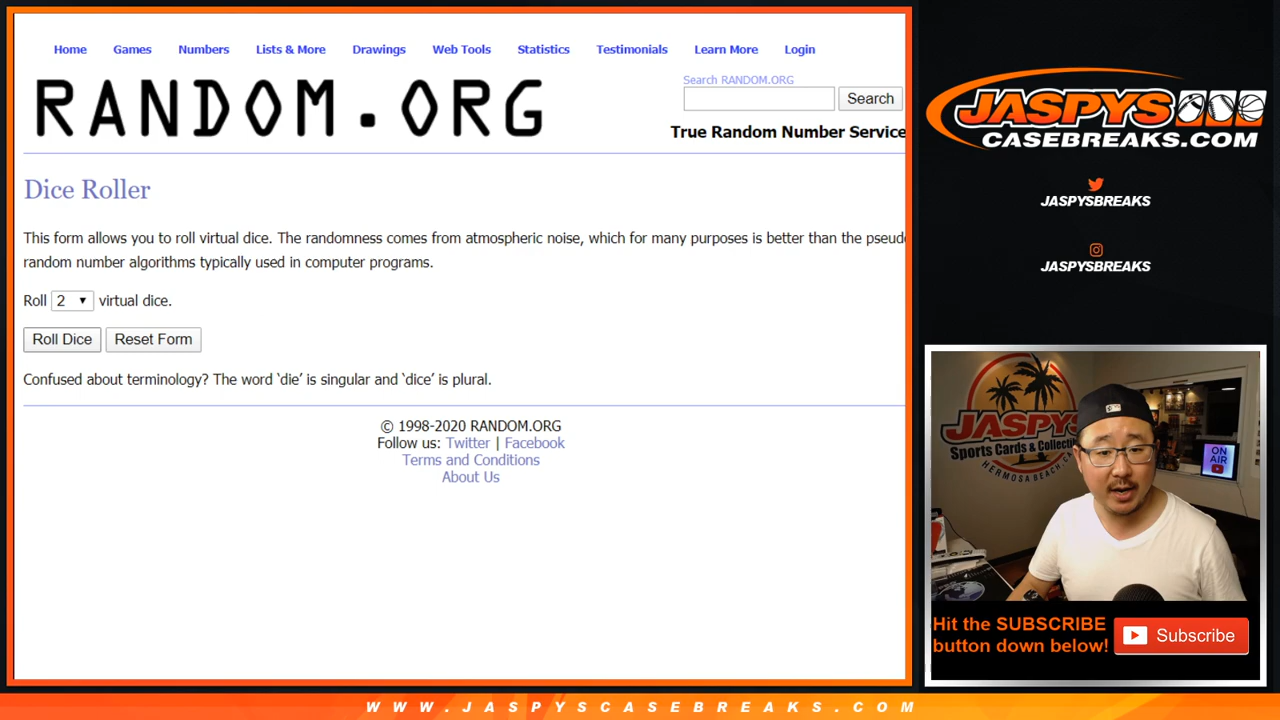 Home Games Numbers Lists & More Drawings Web Tools Statistics Testimonials Learn More Login
RANDOM.ORG
Search RANDOM.ORG
Search
True Random Number Service
Dice Roller
This form allows you to roll virtual dice. The randomness comes from atmospheric noise, which for many purposes is better than the pseudo
random number algorithms typically used in computer programs.
Roll 2 virtual dice.
Roll Dice Reset Form
Confused about terminology? The word ‘die’ is singular and ‘dice’ is plural.
© 1998-2020 RANDOM.ORG
Follow us: Twitter | Facebook
Terms and Conditions
About Us
JASPYS
CASEBREAKS.COM
JASPYSBREAKS
JASPYSBREAKS
JASPYS
Sports Cards & Collectib
HERMOSA BEACH, CA
ON
AIR
Hit the SUBSCRIBE
button down below!
Subscribe
WWW.JASPYSCASEBREAKS.COM